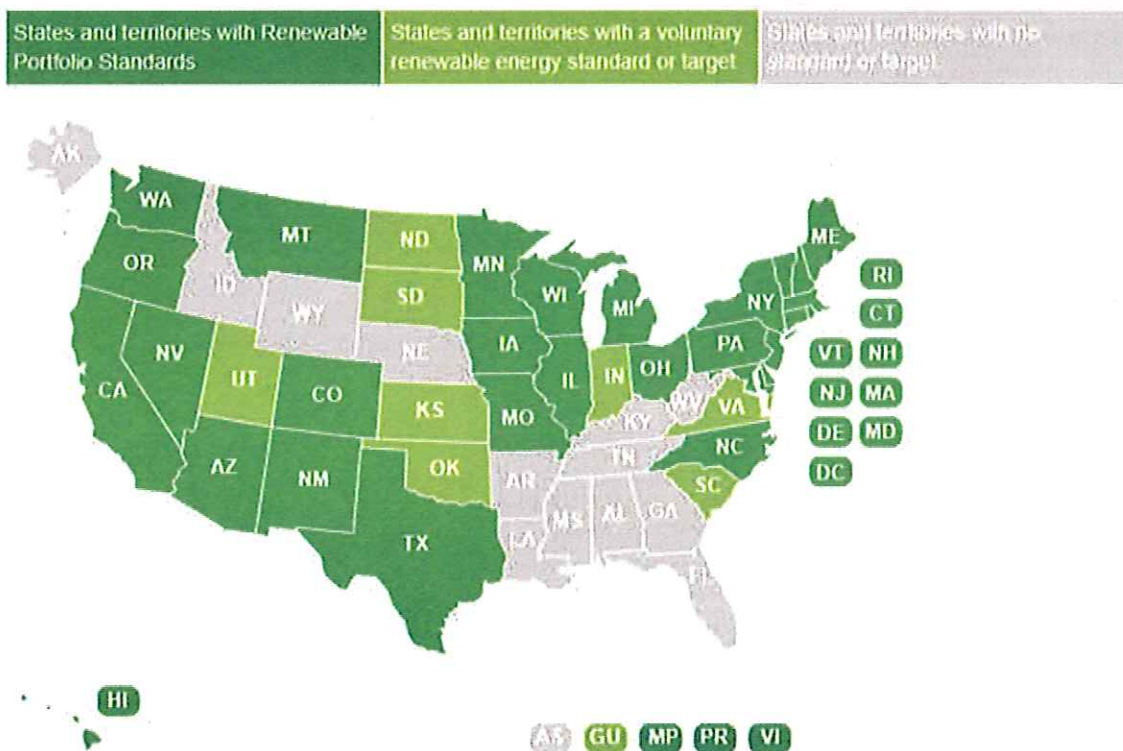 States and territories with Renewable
Portfolio Standards
States and territories with a voluntary
renewable energy standard or target
States and territories with no
standard or target
AK
WA
MT
ND
MN
ME
OR
ID
SD
WI
MI
NY
RI
WY
CT
NV
NE
IA
PA
VT NH
CA
UT
CO
KS
MO
IL
IN
OH
WV
VA
NJ MA
KY
DE MD
AZ
NM
OK
AR
TN
NC
DC
SC
TX
LA
MS
AL
GA
FL
HI
AS GU MP PR VI